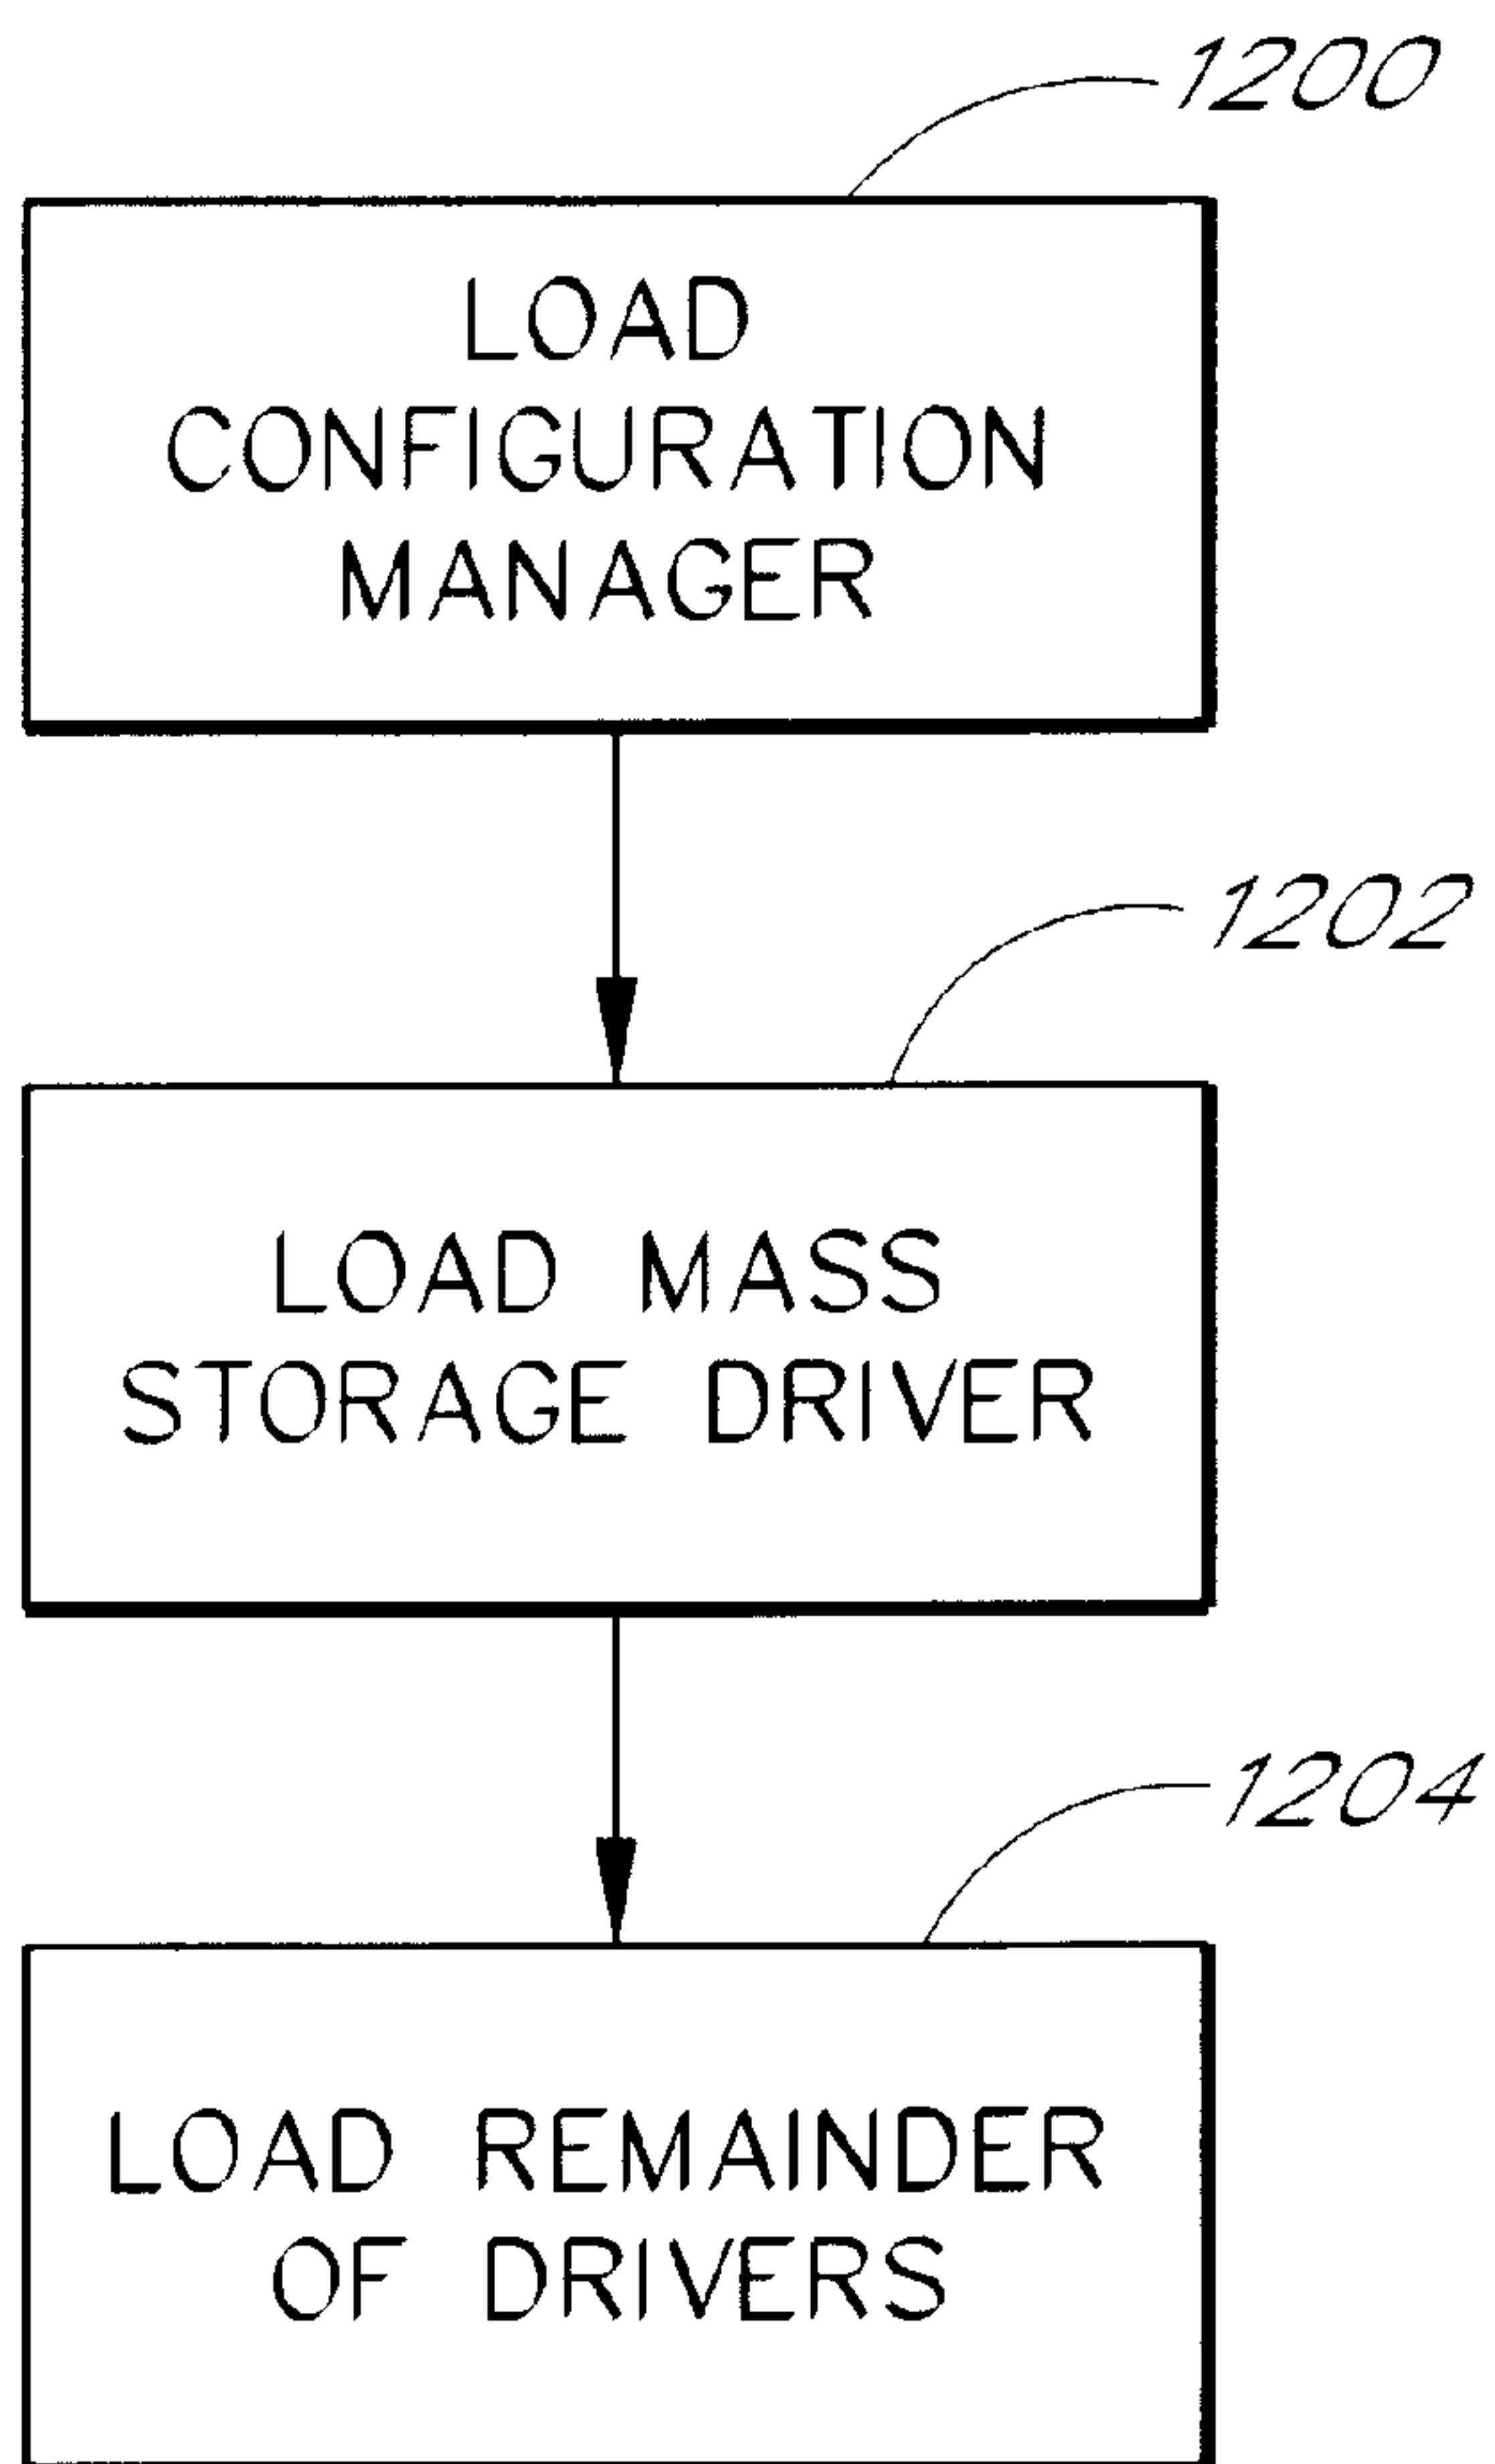 1200
LOAD
CONFIGURATION
MANAGER
1202
LOAD MASS
STORAGE DRIVER
1204
LOAD REMAINDER
OF DRIVERS